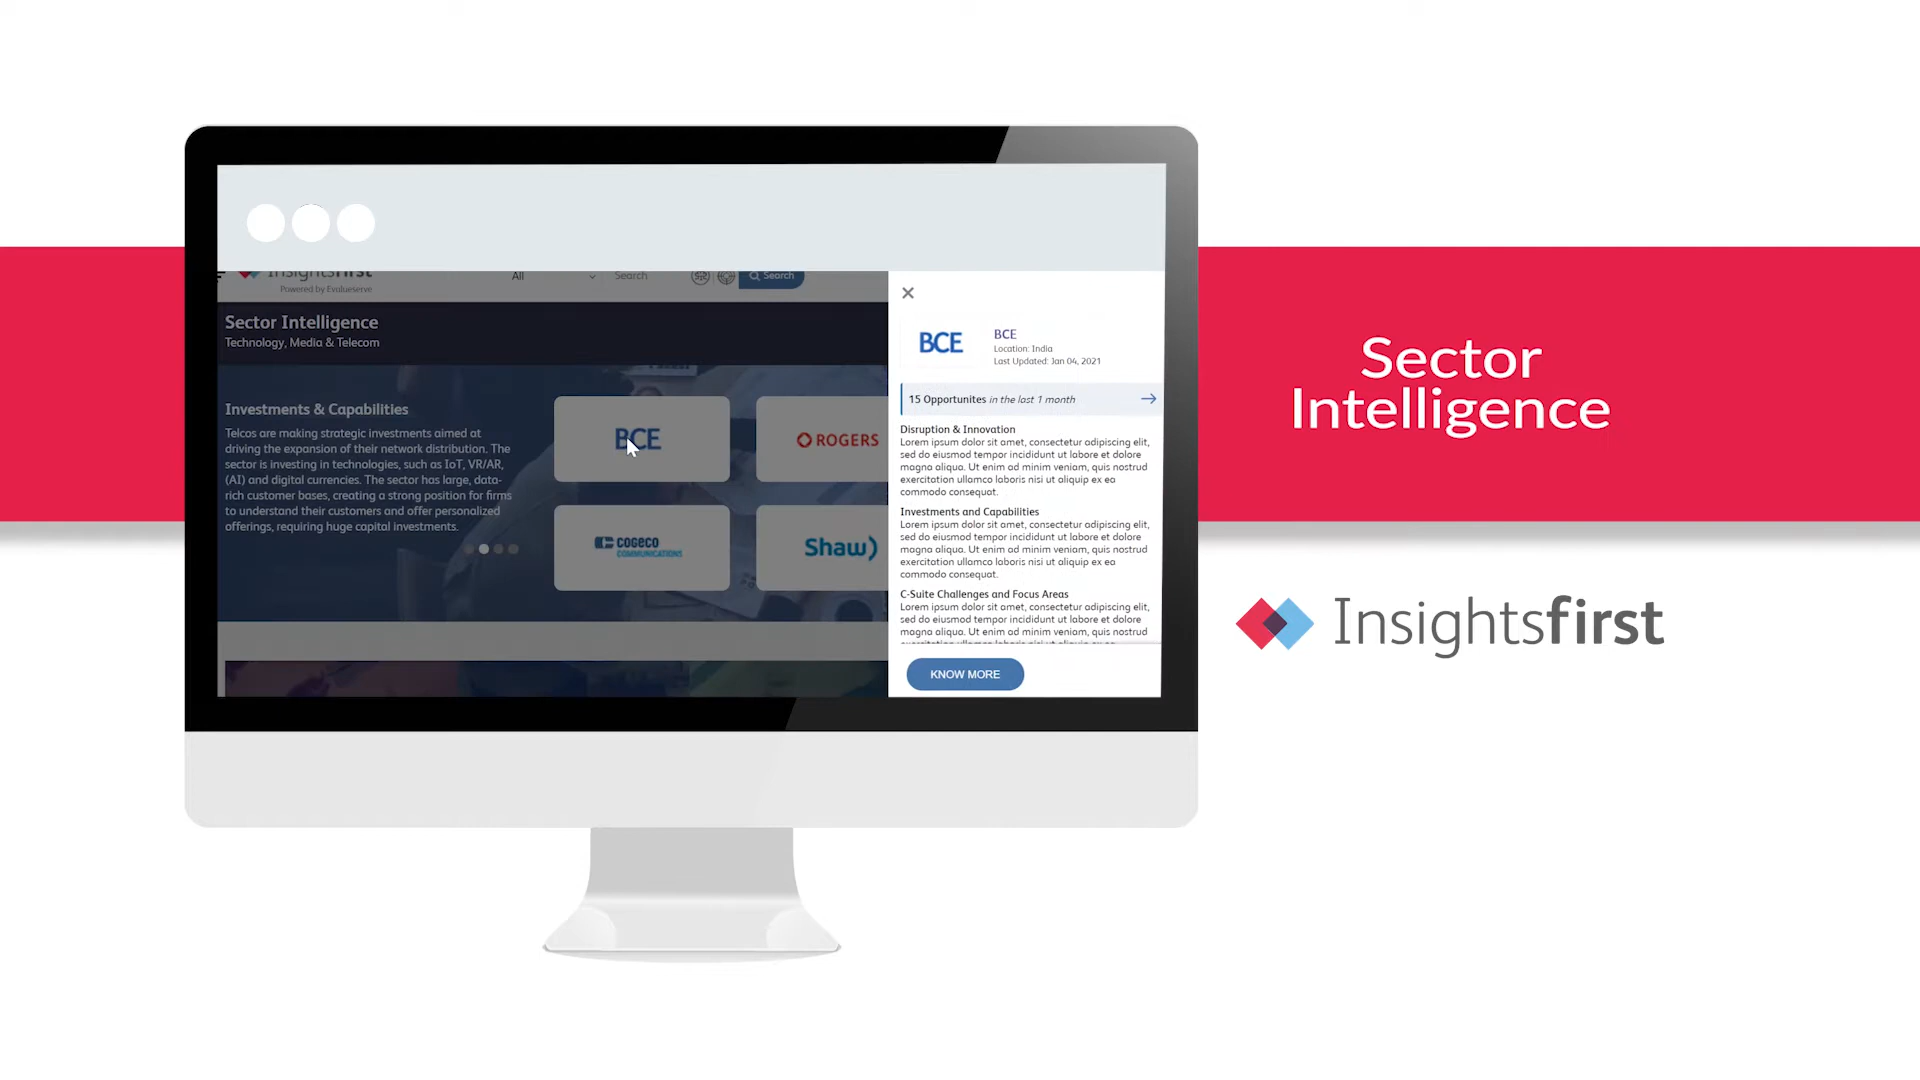 Insightsfirst
Powered by Evalueserve
All
Search
Search
Sector Intelligence
Technology, Media & Telecom
Investments & Capabilities
Telcos are making strategic investments aimed at
driving the expansion of their network distribution. The
sector is investing in technologies, such as IoT, VR/AR,
(AI) and digital currencies. The sector has large, data-
rich customer bases, creating a strong position for firms
to understand their customers and offer personalized
offerings, requiring huge capital investments.
BCE
ROGERS
COGECO
COMMUNICATIONS
Shaw)
BCE
BCE
Location: India
Last Updated: Jan 04, 2021
15 Opportunites in the last 1 month
Disruption & Innovation
Lorem ipsum dolor sit amet, consectetur adipiscing elit,
sed do eiusmod tempor incididunt ut labore et dolore
magna aliqua. Ut enim ad minim veniam, quis nostrud
exercitation ullamco laboris nisi ut aliquip ex ea
commodo consequat.
Investments and Capabilities
Lorem ipsum dolor sit amet, consectetur adipiscing elit,
sed do eiusmod tempor incididunt ut labore et dolore
magna aliqua. Ut enim ad minim veniam, quis nostrud
exercitation ullamco laboris nisi ut aliquip ex ea
commodo consequat.
C-Suite Challenges and Focus Areas
Lorem ipsum dolor sit amet, consectetur adipiscing elit,
sed do eiusmod tempor incididunt ut labore et dolore
magna aliqua. Ut enim ad minim veniam, quis nostrud
KNOW MORE
Sector
Intelligence
Insightsfirst